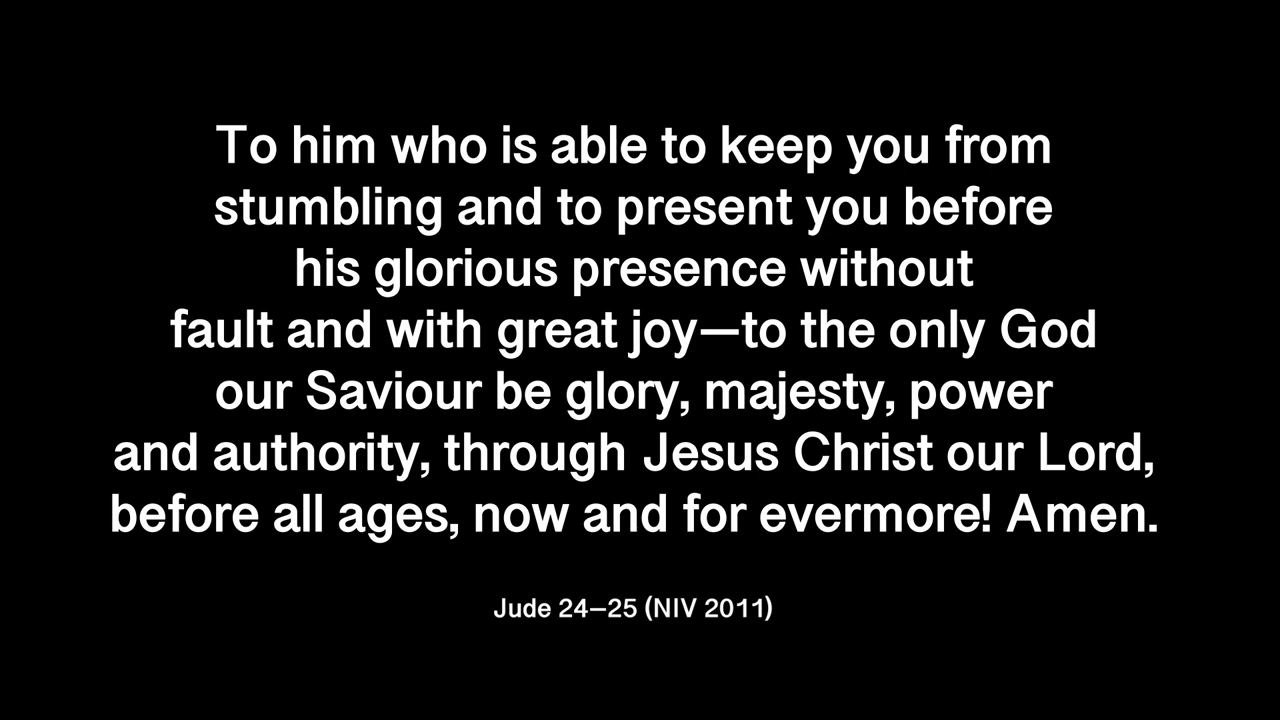 To him who is able to keep you from
stumbling and to present you before
his glorious presence without
fault and with great joy—to the only God
our Saviour be glory, majesty, power
and authority, through Jesus Christ our Lord,
before all ages, now and for evermore! Amen.
Jude 24–25 (NIV 2011)